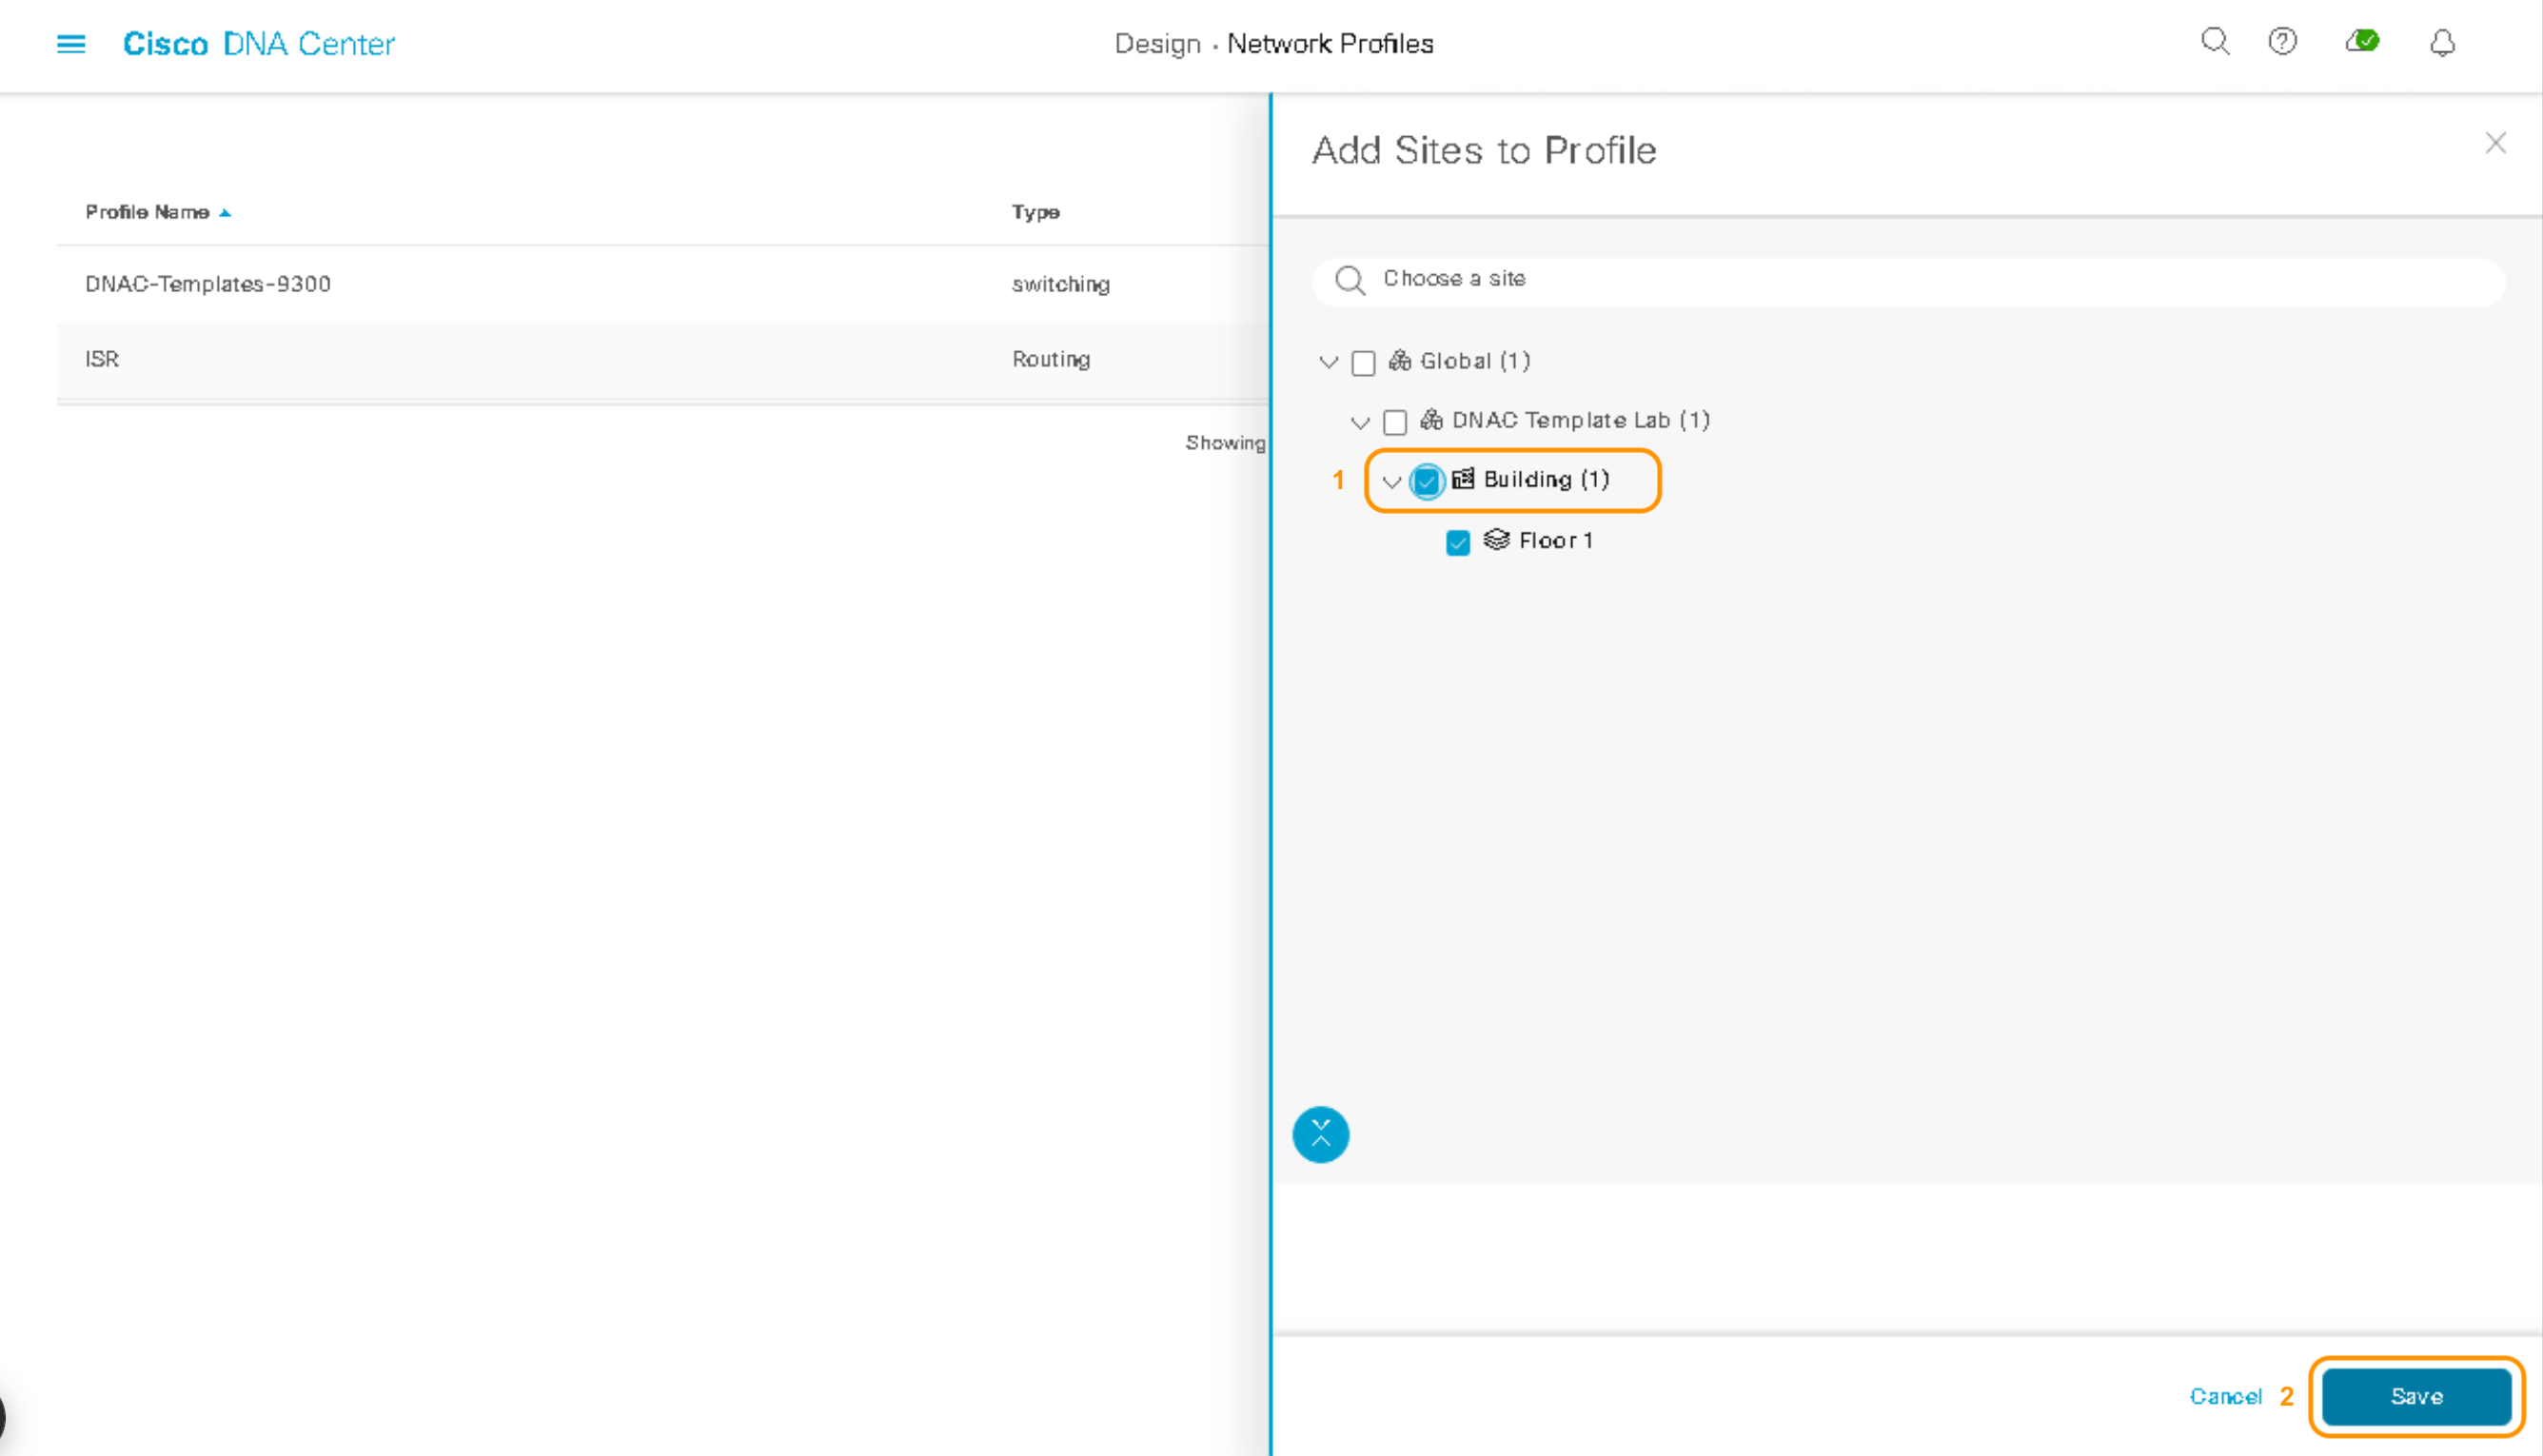 Cisco DNA Center
Design · Network Profiles
Profile Name
Type
DNAC-Templates-9300
switching
ISR
Routing
Showing
Add Sites to Profile
Choose a site
Global (1)
DNAC Template Lab (1)
1
Building (1)
Floor 1
Cancel
2
Save